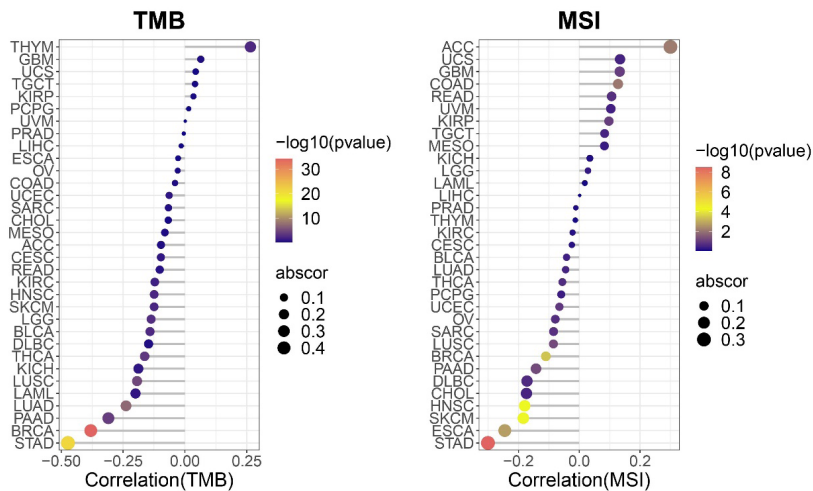 TMB
THYM
GBM
UCS
TGCT
KIRP
PCPG
UVM
PRAD
LIHC
ESCA
OV
COAD
UCEC
SARC
CHOL
MESO
ACC
CESC
READ
KIRC
HNSC
SKCM
LGG
BLCA
DLBC
THCA
KICH
LUSC
LAML
LUAD
PAAD
BRCA
STAD
−0.50 −0.25 0.00 0.25
Correlation(TMB)
−log10(pvalue)
30
20
10
abscor
0.1
0.2
0.3
0.4
MSI
ACC
UCS
GBM
COAD
READ
UVM
KIRP
TGCT
MESO
KICH
LGG
LAML
LIHC
PRAD
THYM
KIRC
CESC
BLCA
LUAD
THCA
PCPG
UCEC
OV
SARC
LUSC
BRCA
PAAD
DLBC
CHOL
HNSC
SKCM
ESCA
STAD
−0.2 0.0 0.2
Correlation(MSI)
−log10(pvalue)
8
6
4
2
abscor
0.1
0.2
0.3